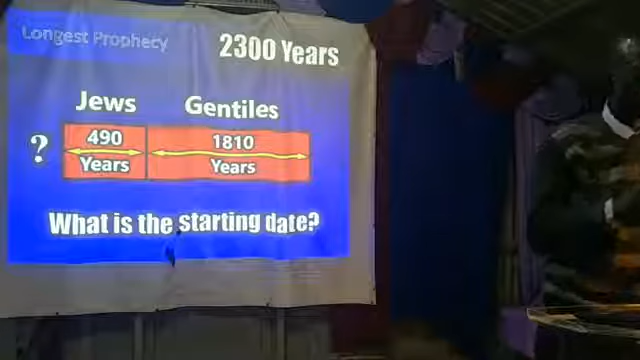 Longest Prophecy
2300 Years
Jews Gentiles
? 490 Years 1810 Years
What is the starting date?